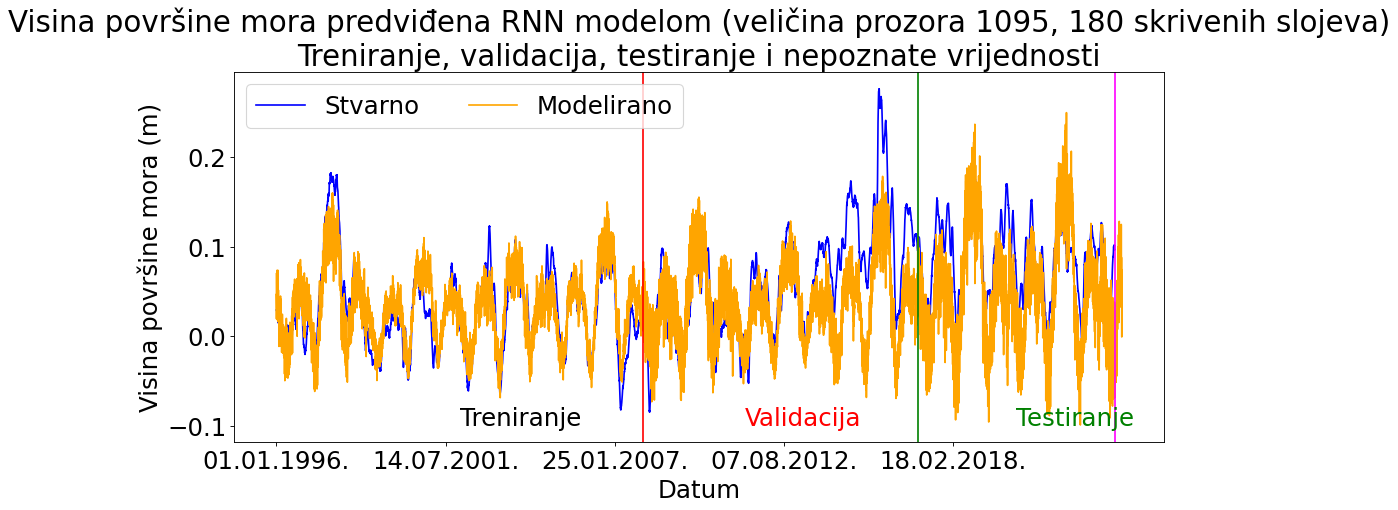 Visina površine mora predviđena RNN modelom (veličina prozora 1095, 180 skrivenih slojeva)
Treniranje, validacija, testiranje i nepoznate vrijednosti
Stvarno Modelirano
Visina površine mora (m)
0.2
0.1
0.0
−0.1
Treniranje Validacija Testiranje
01.01.1996. 14.07.2001. 25.01.2007. 07.08.2012. 18.02.2018.
Datum